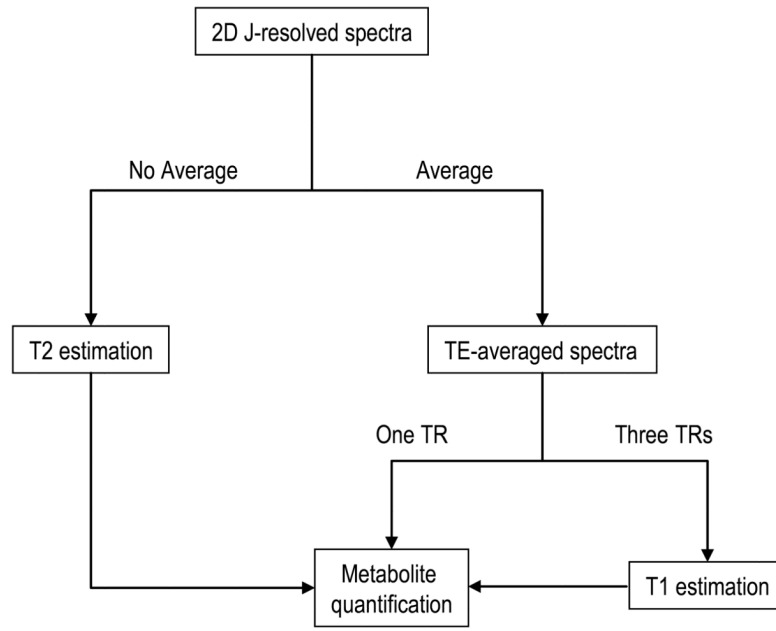 2D J-resolved spectra
No Average
Average
T2 estimation
TE-averaged spectra
One TR
Three TRs
Metabolite
quantification
T1 estimation